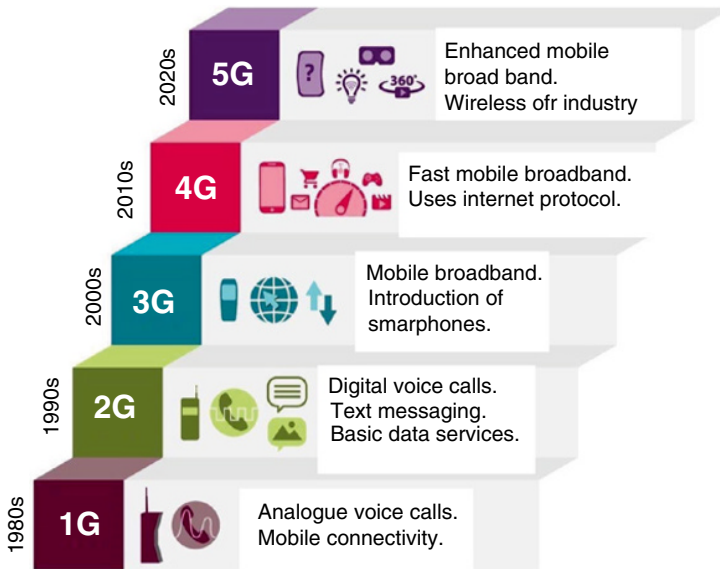 2020s
5G
?
360°
Enhanced mobile
broad band.
Wireless ofr industry
2010s
4G
Fast mobile broadband.
Uses internet protocol.
2000s
3G
Mobile broadband.
Introduction of
smarphones.
1990s
2G
Digital voice calls.
Text messaging.
Basic data services.
1980s
1G
Analogue voice calls.
Mobile connectivity.